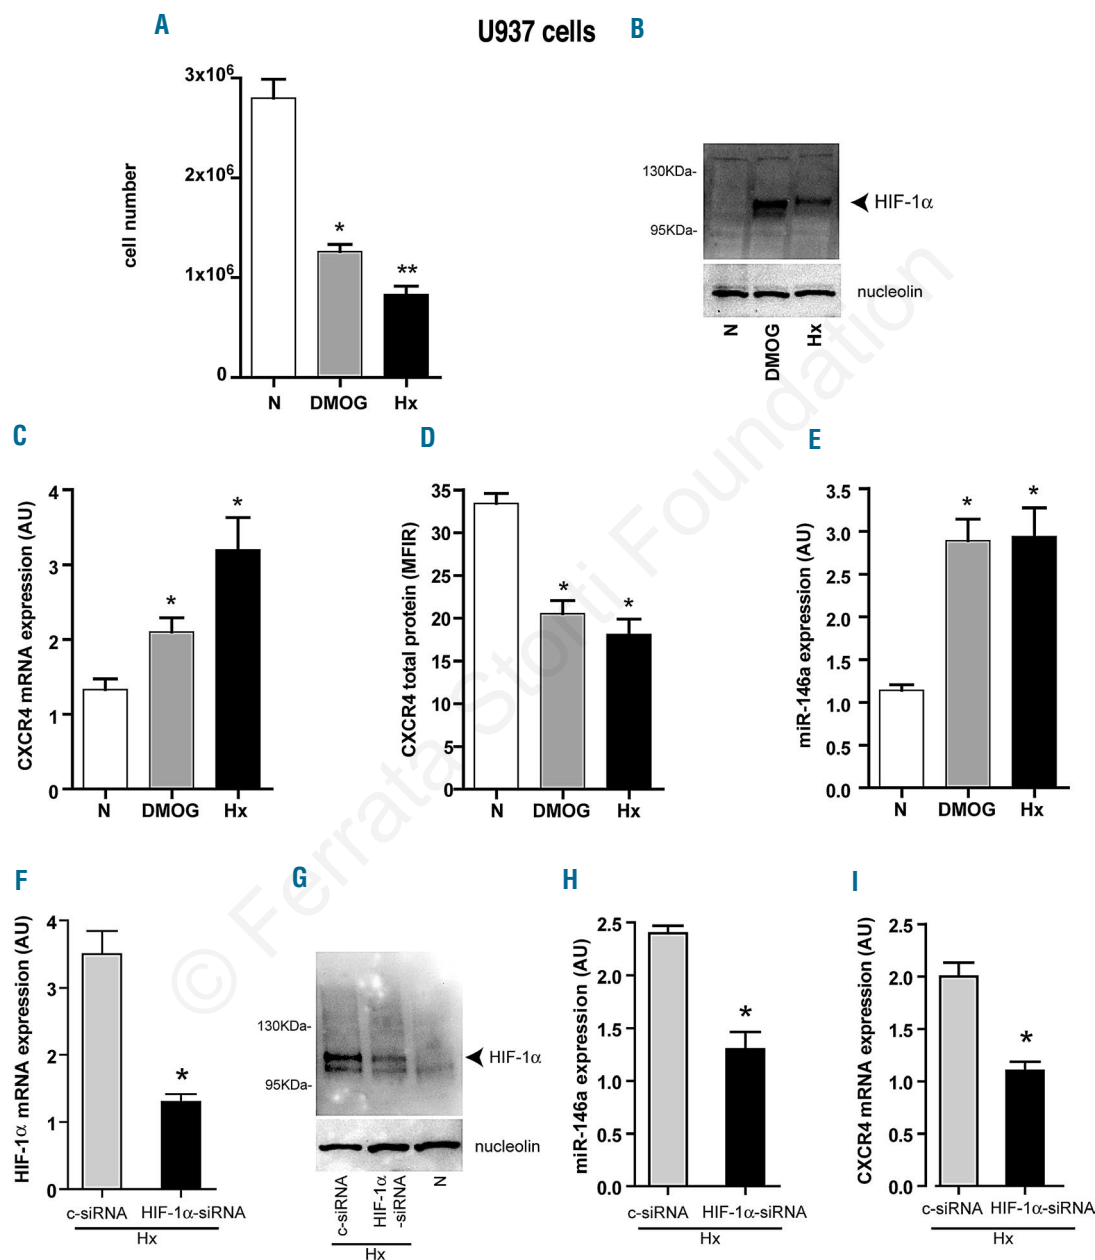 U937 cells
A
3x10⁶
2x10⁶
1x10⁶
0
cell number
*
**
N DMOG Hx
B
130KDa-
95KDa-
HIF-1α
nucleolin
N DMOG Hx
C
CXCR4 mRNA expression (AU)
4
3
2
1
0
*
*
N DMOG Hx
D
CXCR4 total protein (MFIR)
35
30
25
20
15
10
5
0
*
*
N DMOG Hx
E
miR-146a expression (AU)
3.5
3.0
2.5
2.0
1.5
1.0
0.5
0.0
*
*
N DMOG Hx
F
HIF-1α mRNA expression (AU)
4
3
2
1
0
*
c-siRNA HIF-1α-siRNA
Hx
G
130KDa-
95KDa-
HIF-1α
nucleolin
c-siRNA
HIF-1α
-siRNA
N
Hx
H
miR-146a expression (AU)
2.5
2.0
1.5
1.0
0.5
0.0
*
c-siRNA HIF-1α-siRNA
Hx
I
CXCR4 mRNA expression (AU)
2.5
2.0
1.5
1.0
0.5
0.0
*
c-siRNA HIF-1α-siRNA
Hx
© Ferrata Storti Foundation